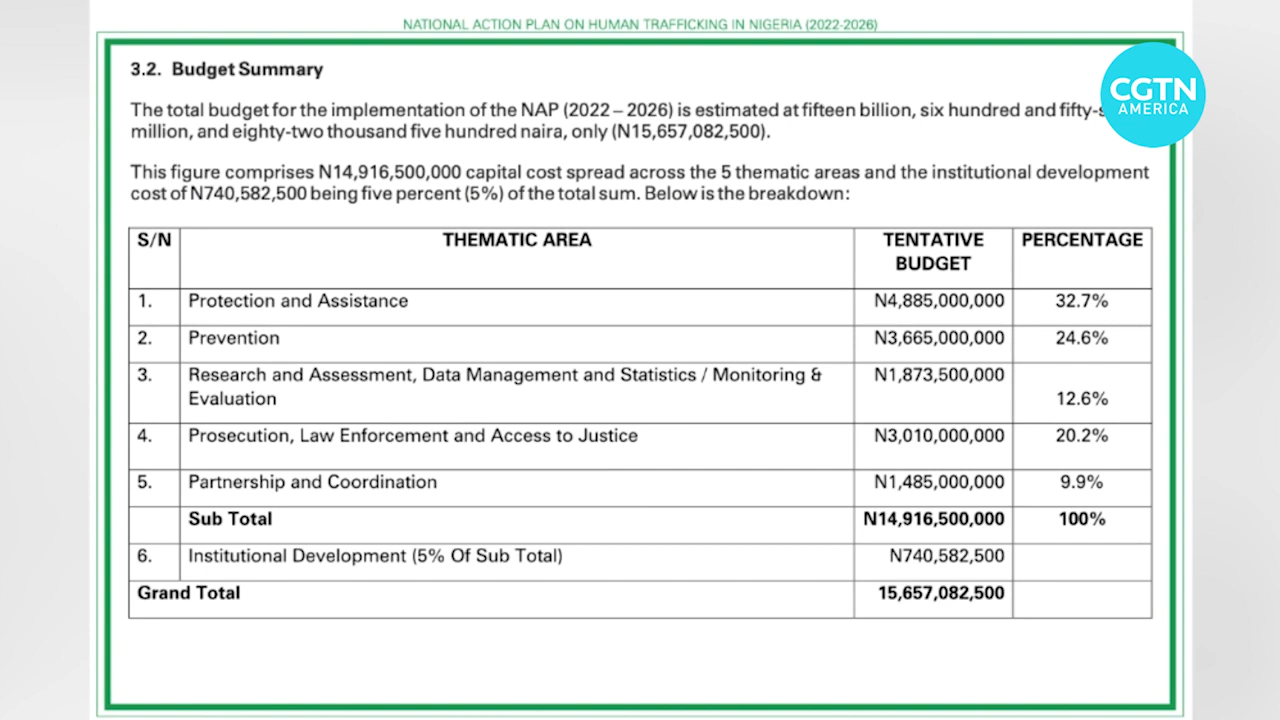 NATIONAL ACTION PLAN ON HUMAN TRAFFICKING IN NIGERIA (2022-2026)
CGTN
AMERICA
3.2. Budget Summary
The total budget for the implementation of the NAP (2022 – 2026) is estimated at fifteen billion, six hundred and
million, and eighty-two thousand five hundred naira, only (N15,657,082,500).
This figure comprises N14,916,500,000 capital cost spread across the 5 thematic areas and the institutional development
cost of N740,582,500 being five percent (5%) of the total sum. Below is the breakdown:
S/N THEMATIC AREA TENTATIVE BUDGET PERCENTAGE
1. Protection and Assistance N4,885,000,000 32.7%
2. Prevention N3,665,000,000 24.6%
3. Research and Assessment, Data Management and Statistics / Monitoring & N1,873,500,000
Evaluation 12.6%
4. Prosecution, Law Enforcement and Access to Justice N3,010,000,000 20.2%
5. Partnership and Coordination N1,485,000,000 9.9%
Sub Total N14,916,500,000 100%
6. Institutional Development (5% Of Sub Total) N740,582,500
Grand Total 15,657,082,500